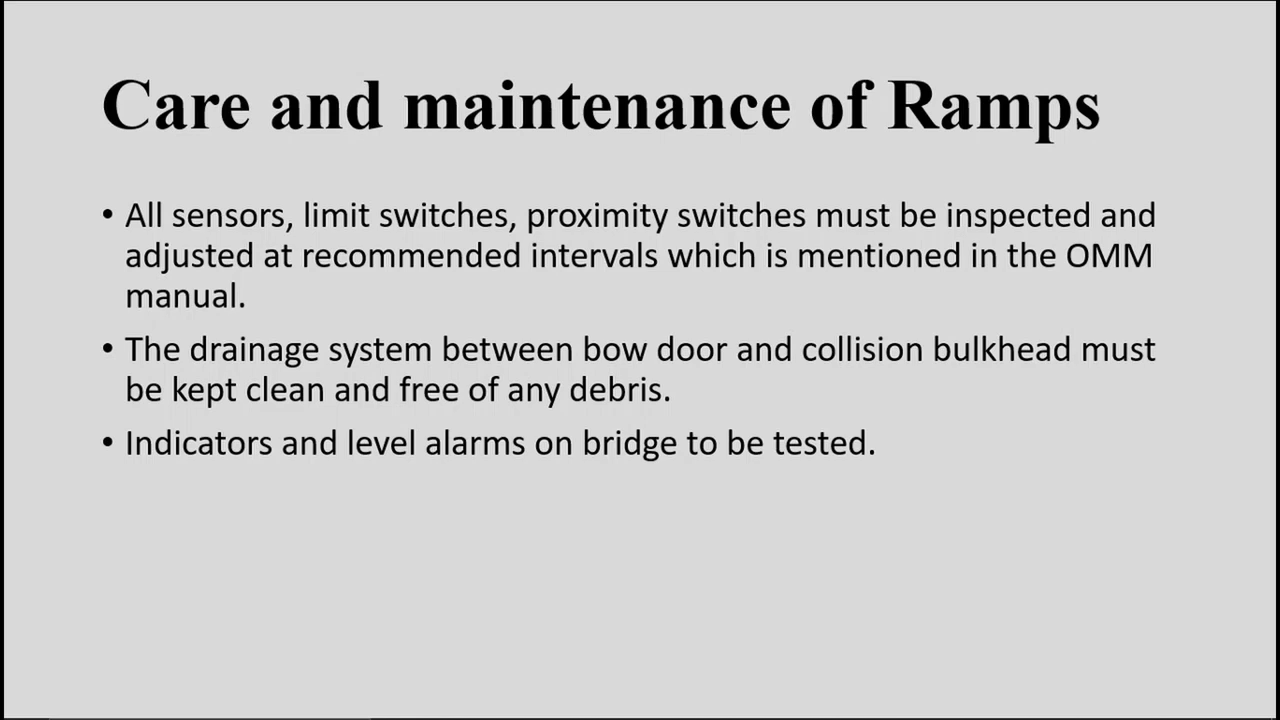 Care and maintenance of Ramps
• All sensors, limit switches, proximity switches must be inspected and
adjusted at recommended intervals which is mentioned in the OMM
manual.
• The drainage system between bow door and collision bulkhead must
be kept clean and free of any debris.
• Indicators and level alarms on bridge to be tested.